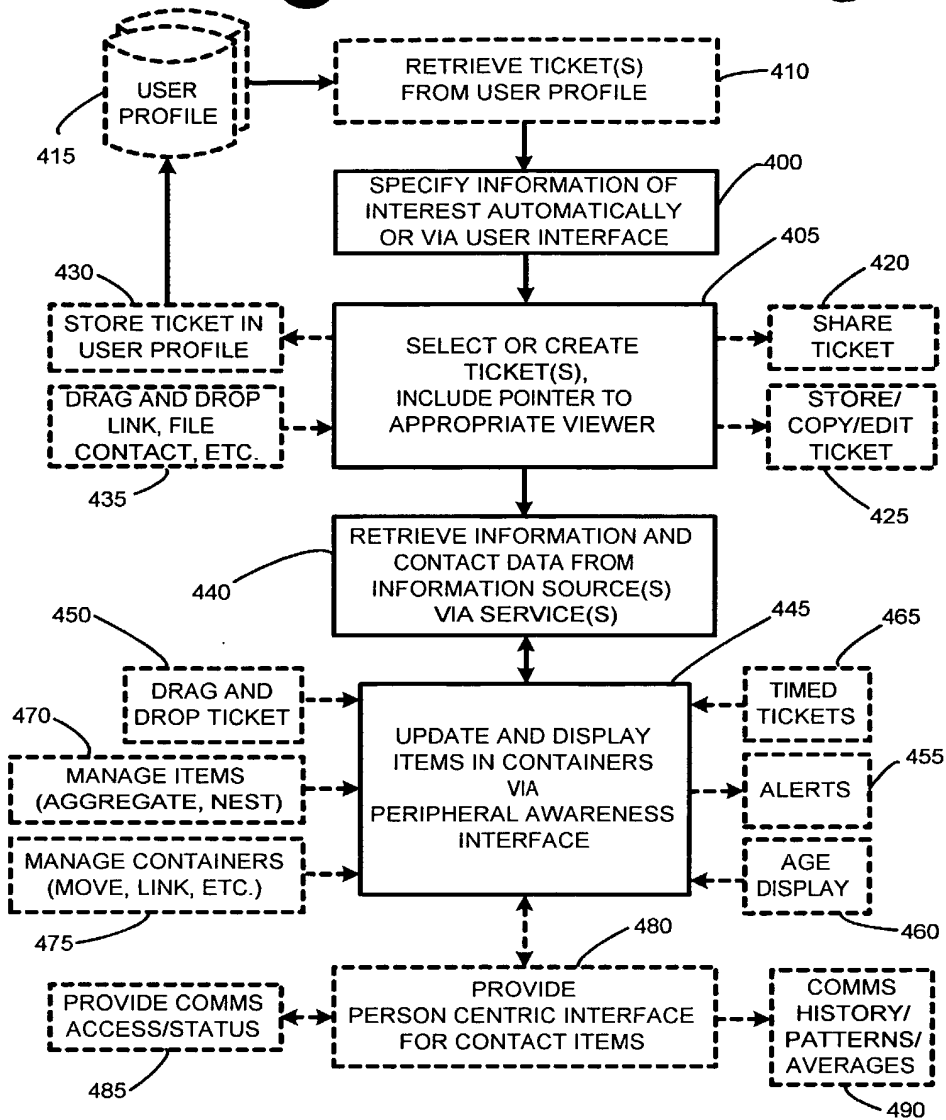 USER
PROFILE
415
RETRIEVE TICKET(S)
FROM USER PROFILE
410
SPECIFY INFORMATION OF
INTEREST AUTOMATICALLY
OR VIA USER INTERFACE
400
405
430
STORE TICKET IN
USER PROFILE
SELECT OR CREATE
TICKET(S),
INCLUDE POINTER TO
APPROPRIATE VIEWER
420
SHARE
TICKET
DRAG AND DROP
LINK, FILE
CONTACT, ETC.
435
STORE/
COPY/EDIT
TICKET
425
RETRIEVE INFORMATION AND
CONTACT DATA FROM
INFORMATION SOURCE(S)
VIA SERVICE(S)
440
445
450
DRAG AND
DROP TICKET
465
TIMED
TICKETS
470
MANAGE ITEMS
(AGGREGATE, NEST)
UPDATE AND DISPLAY
ITEMS IN CONTAINERS
VIA
PERIPHERAL AWARENESS
INTERFACE
455
ALERTS
MANAGE CONTAINERS
(MOVE, LINK, ETC.)
475
AGE
DISPLAY
460
480
PROVIDE
PERSON CENTRIC INTERFACE
FOR CONTACT ITEMS
PROVIDE COMMS
ACCESS/STATUS
485
COMMS
HISTORY/
PATTERNS/
AVERAGES
490